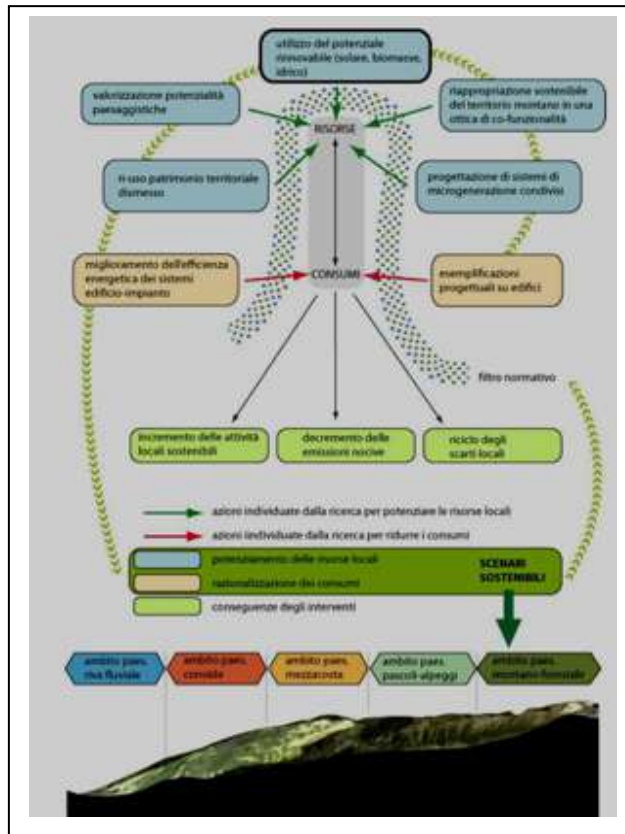 utilizzo del potenziale
rinnovabile (solare, biomasse,
idrico)
valorizzazione potenzialità
paesaggistiche
riappropriazione sostenibile
del territorio montano in una
ottica di co-funzionalità
RISORSE
ri-uso patrimonio territoriale
dismesso
progettazione di sistemi di
microgenerazione condivisi
miglioramento dell'efficienza
energetica dei sistemi
edificio-impianto
CONSUMI
esemplificazioni
progettuali su edifici
filtro normativo
incremento delle attività
locali sostenibili
decremento delle
emissioni nocive
riciclo degli
scarti locali
azioni individuate dalla ricerca per potenziare le risorse locali
azioni individuate dalla ricerca per ridurre i consumi
potenziamento delle risorse locali
razionalizzazione dei consumi
conseguenze degli interventi
SCENARI
SOSTENIBILI
ambito paes.
riva fluviale
ambito paes.
conoide
ambito paes.
mezzacosta
ambito paes.
pascoli-alpeggi
ambito paes.
montano-forestale